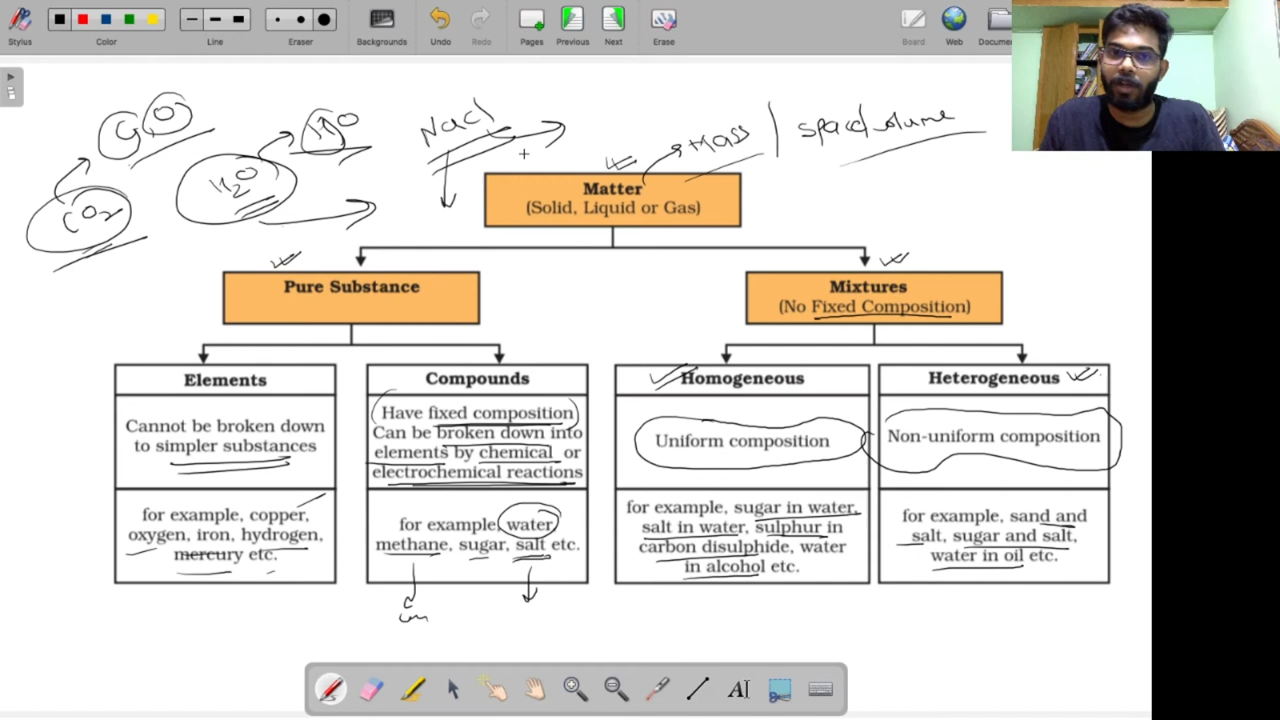 Stylus
Color
Line
Eraser
Backgrounds
Undo
Redo
Pages
Previous
Next
Erase
Board
Web
CO2
H2O
NaCl
Mass
Matter
(Solid, Liquid or Gas)
Pure Substance
Mixtures
(No Fixed Composition)
Elements
Cannot be broken down
to simpler substances
for example, copper,
oxygen, iron, hydrogen,
mercury etc.
Compounds
Have fixed composition
Can be broken down into
elements by chemical or
electrochemical reactions
for example, water,
methane, sugar, salt etc.
Homogeneous
Uniform composition
for example, sugar in water,
salt in water, sulphur in
carbon disulphide, water
in alcohol etc.
Heterogeneous
Non-uniform composition
for example, sand and
salt, sugar and salt,
water in oil etc.